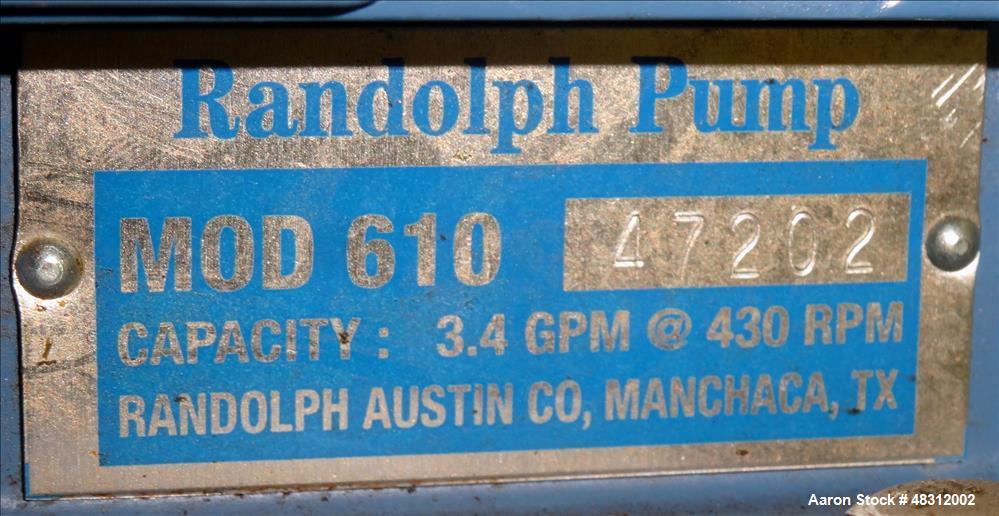 Randolph Pump
MOD 610 47202
CAPACITY : 3.4 GPM @ 430 RPM
RANDOLPH AUSTIN CO, MANCHACA, TX
Aaron Stock # 48312002